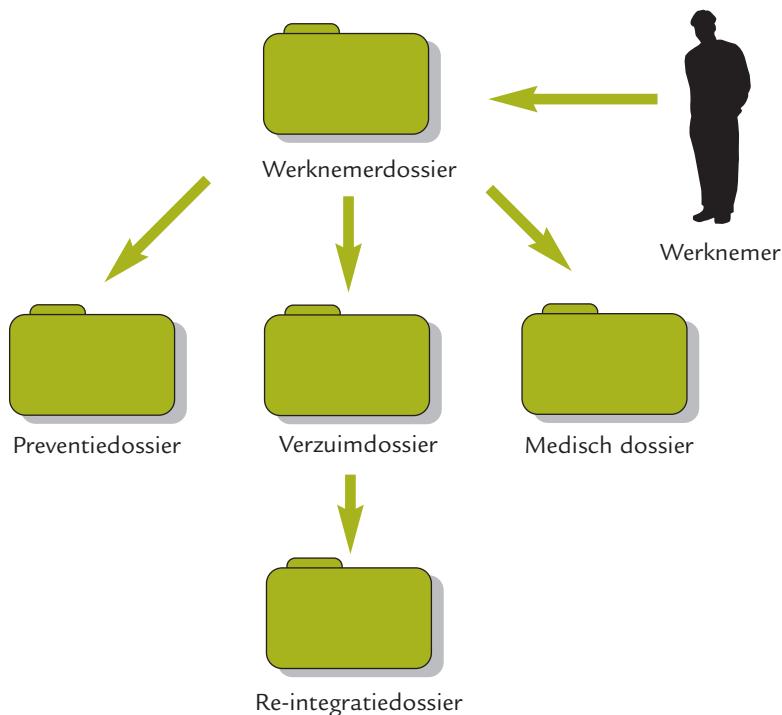 Werknemerdossier
Werknemer
Preventiedossier
Verzuimdossier
Medisch dossier
Re-integratiedossier